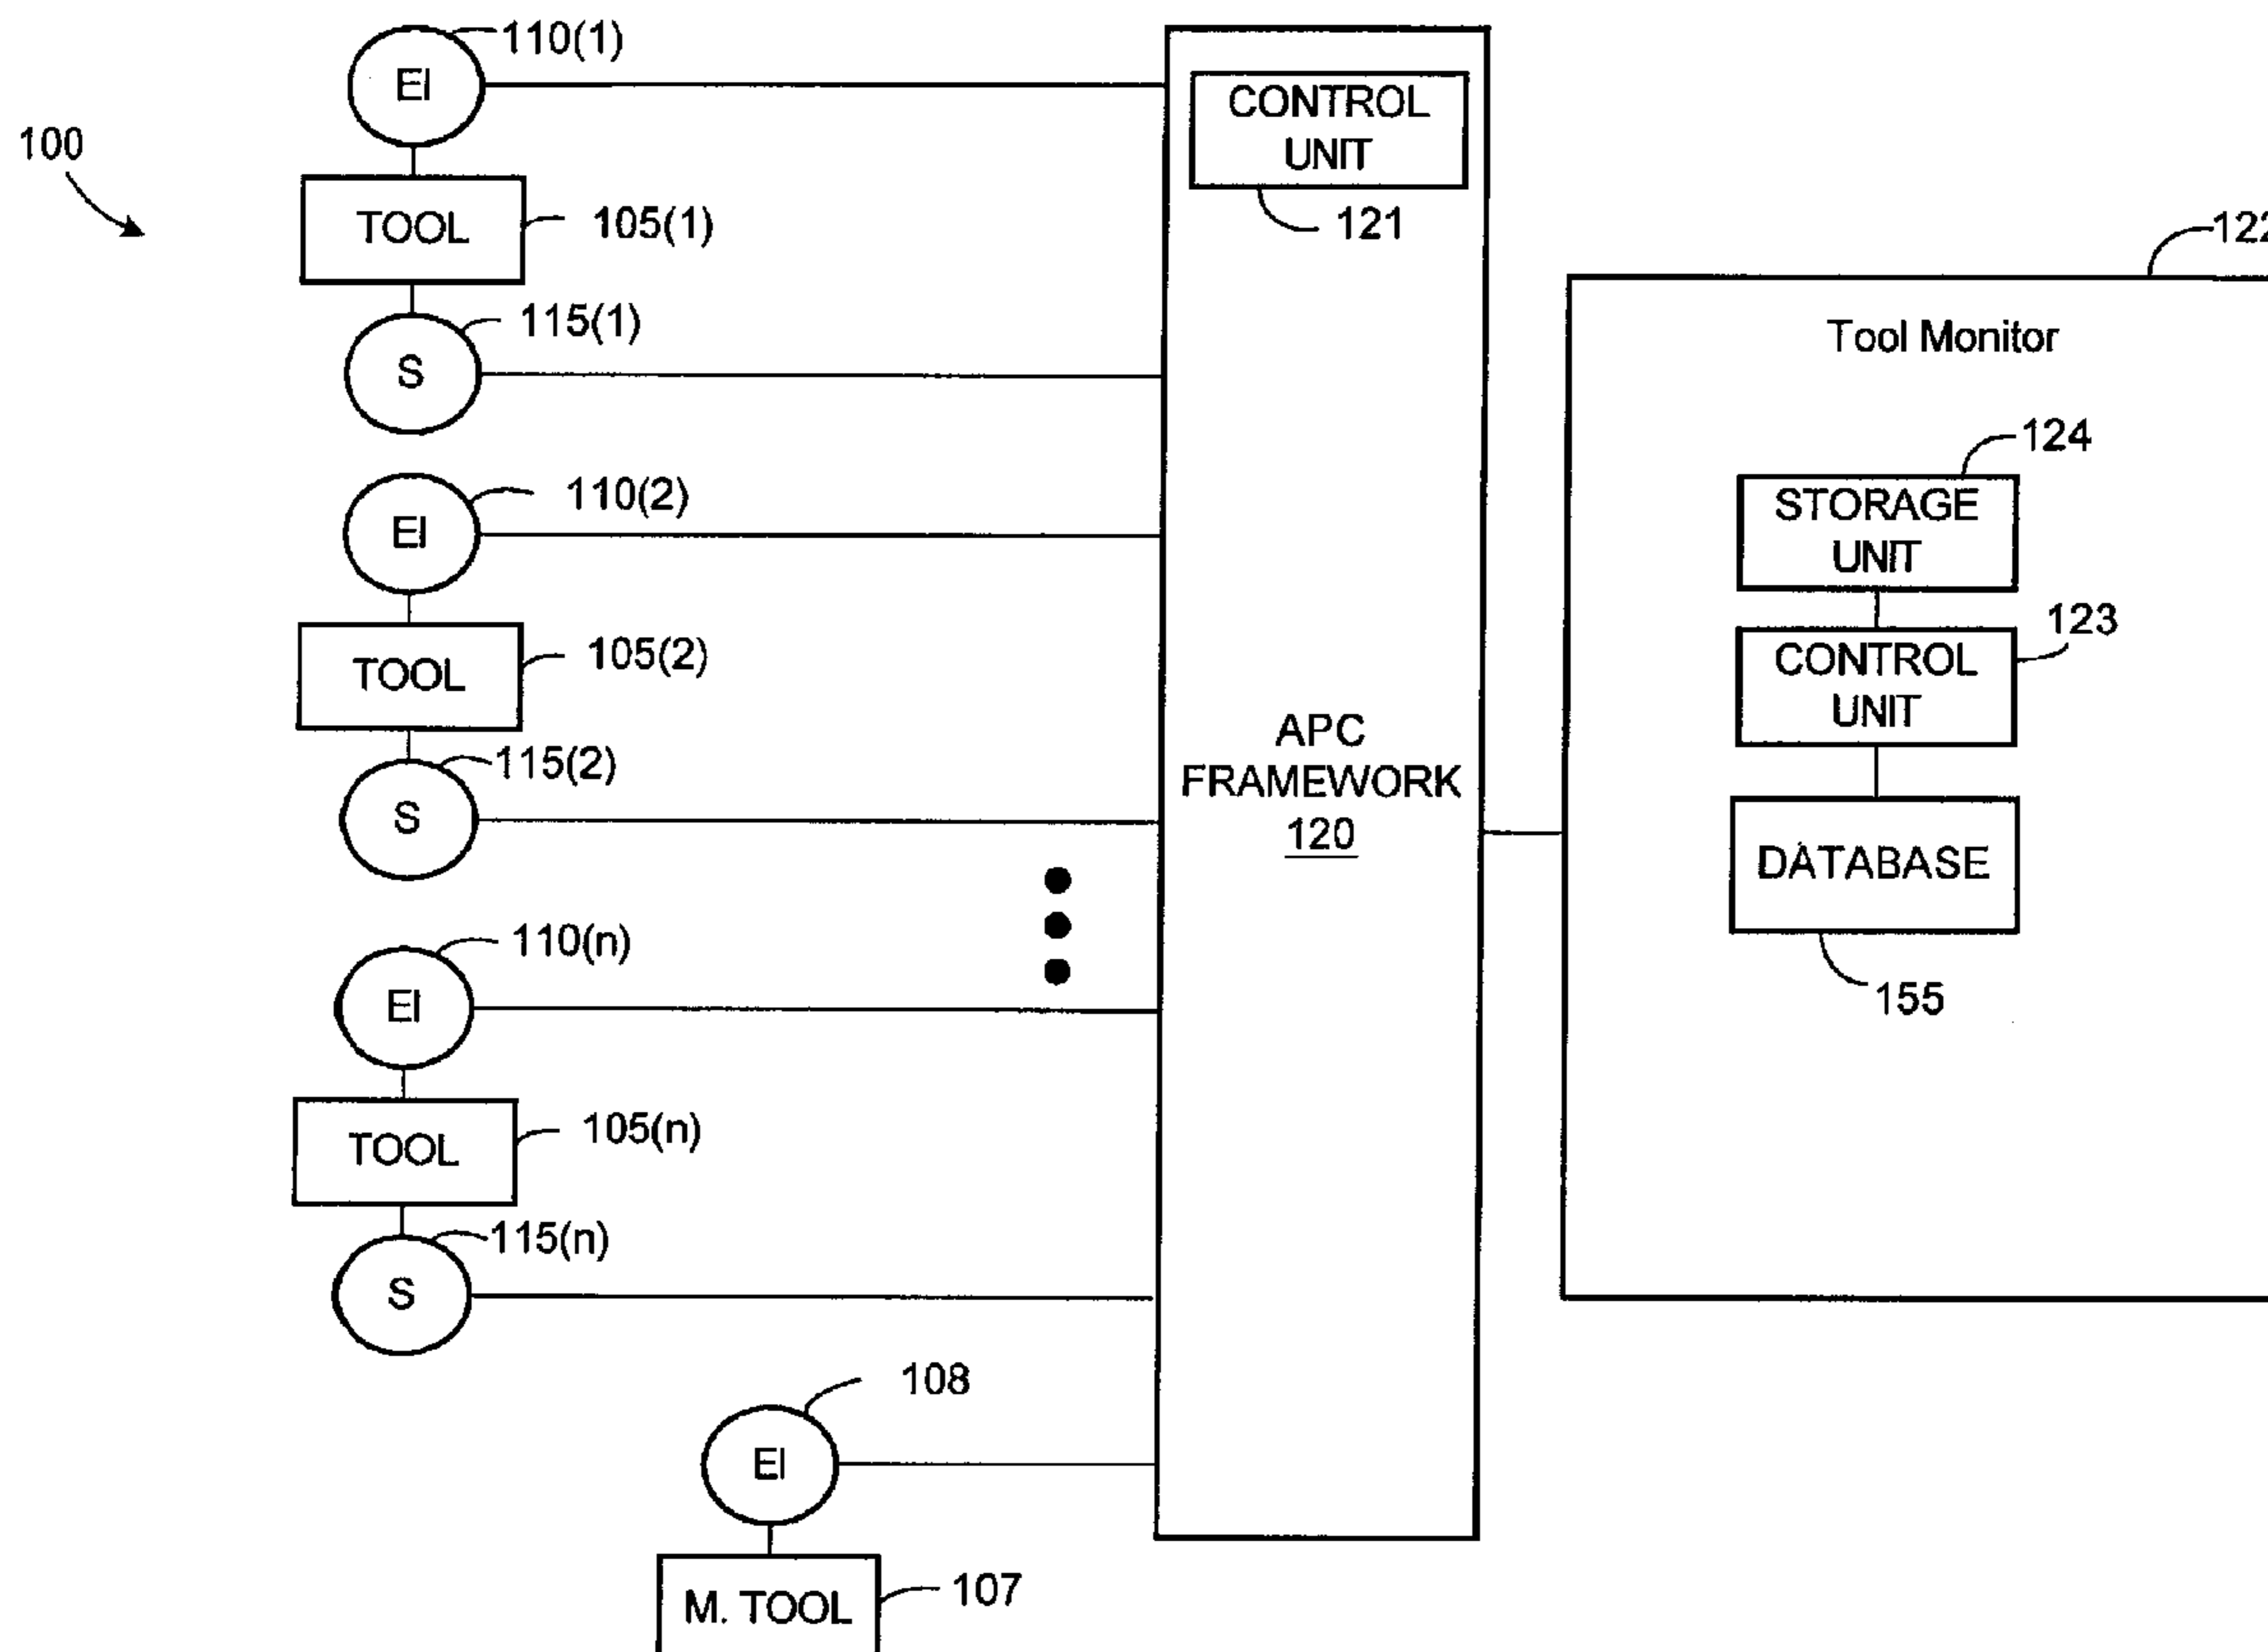 100
110(1)
EI
TOOL
105(1)
115(1)
S
110(2)
EI
TOOL
105(2)
115(2)
S
110(n)
EI
TOOL
105(n)
115(n)
S
108
EI
M. TOOL
107
CONTROL
UNIT
121
APC
FRAMEWORK
120
122
Tool Monitor
124
STORAGE
UNIT
123
CONTROL
UNIT
DATABASE
155